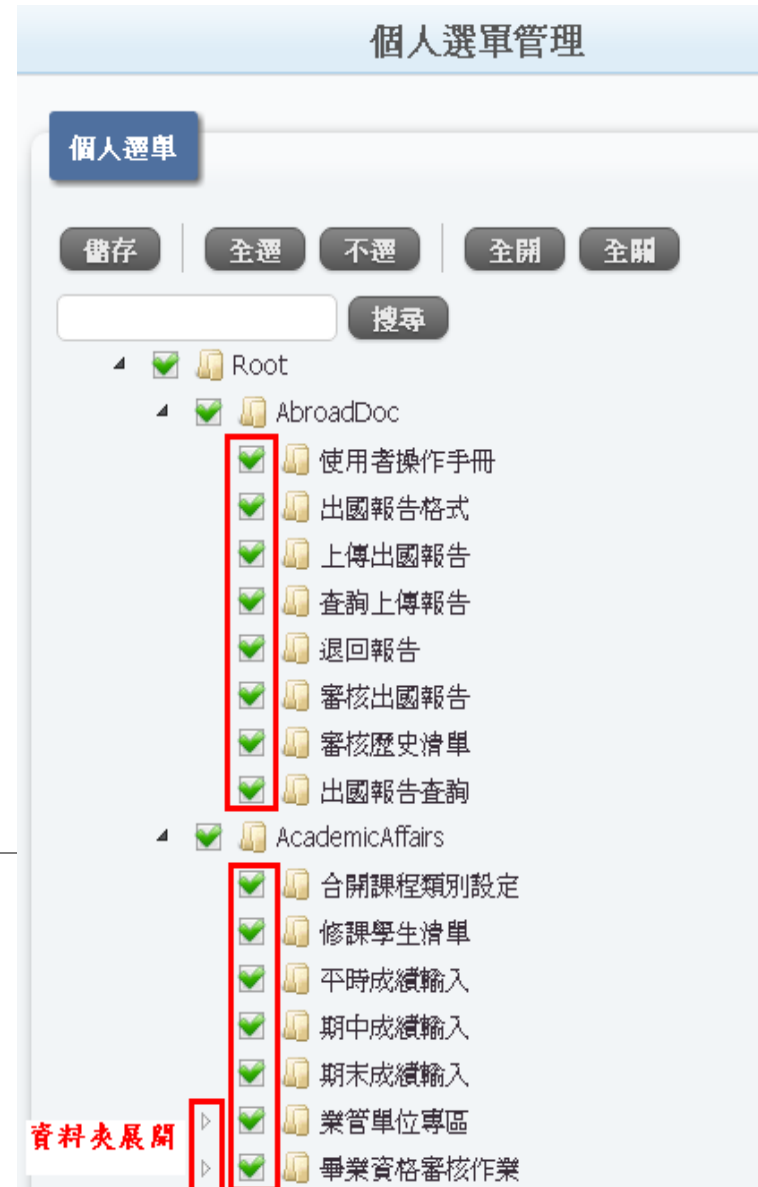 個人選單管理
個人選單
儲存 全選 不選 全開 全關
搜尋
Root
AbroadDoc
使用者操作手冊
出國報告格式
上傳出國報告
查詢上傳報告
退回報告
審核出國報告
審核歷史清單
出國報告查詢
AcademicAffairs
合開課程類別設定
修課學生清單
平時成績輸入
期中成績輸入
期末成績輸入
資料夾展開 業管單位專區
畢業資格審核作業